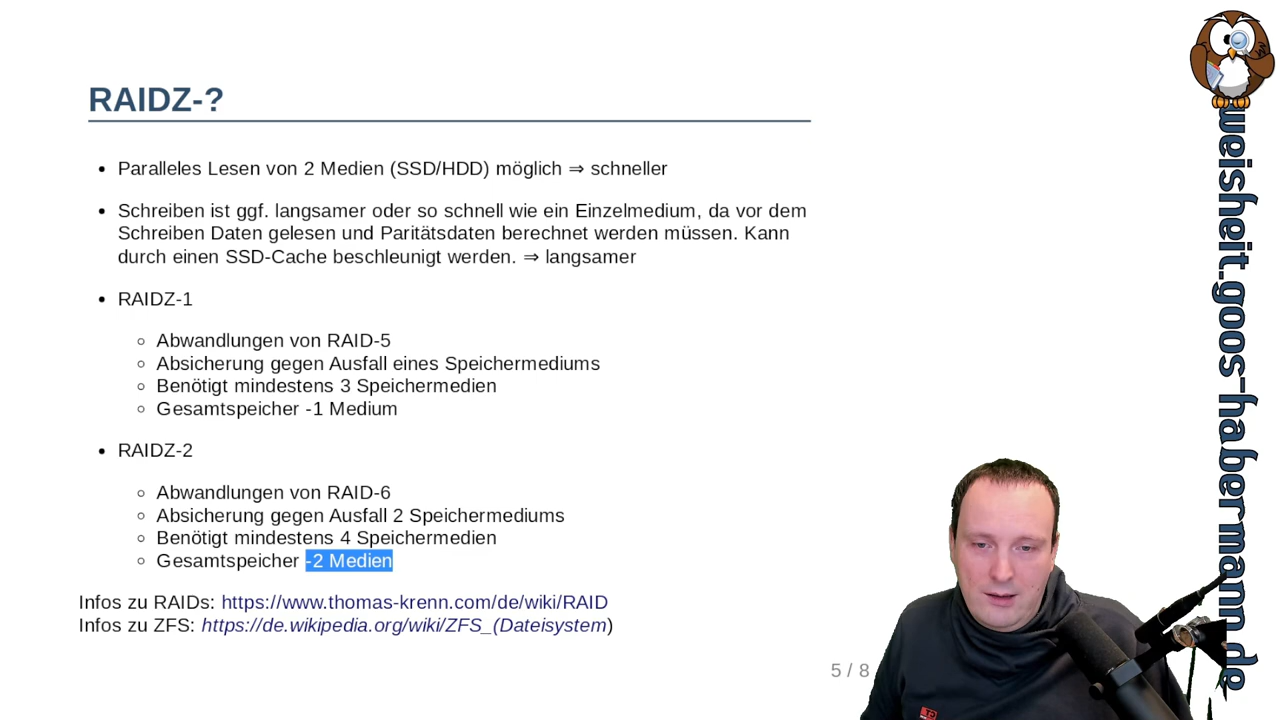 RAIDZ-?
• Paralleles Lesen von 2 Medien (SSD/HDD) möglich ⇒ schneller
• Schreiben ist ggf. langsamer oder so schnell wie ein Einzelmedium, da vor dem
Schreiben Daten gelesen und Paritätsdaten berechnet werden müssen. Kann
durch einen SSD-Cache beschleunigt werden. ⇒ langsamer
• RAIDZ-1
◦ Abwandlungen von RAID-5
◦ Absicherung gegen Ausfall eines Speichermediums
◦ Benötigt mindestens 3 Speichermedien
◦ Gesamtspeicher -1 Medium
• RAIDZ-2
◦ Abwandlungen von RAID-6
◦ Absicherung gegen Ausfall 2 Speichermediums
◦ Benötigt mindestens 4 Speichermedien
◦ Gesamtspeicher -2 Medien
Infos zu RAIDs: https://www.thomas-krenn.com/de/wiki/RAID
Infos zu ZFS: https://de.wikipedia.org/wiki/ZFS_(Dateisystem)
5 / 8
weisheit.goos-habermann.de